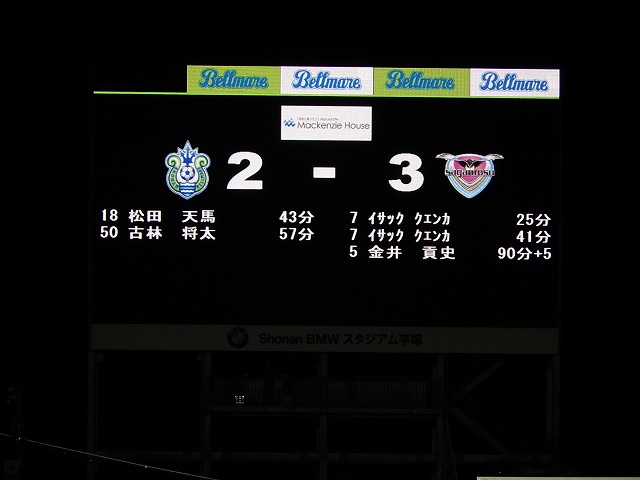 Bellmare Bellmare Bellmare Bellmare
Mackenzie House
2 - 3
sagantosu
18 松田 天馬 43分 7 ｲｻｯｸ ｸｴﾝｶ 25分
50 古林 将太 57分 7 ｲｻｯｸ ｸｴﾝｶ 41分
5 金井 貢史 90分+5
Shonan BMW スタジアム平塚